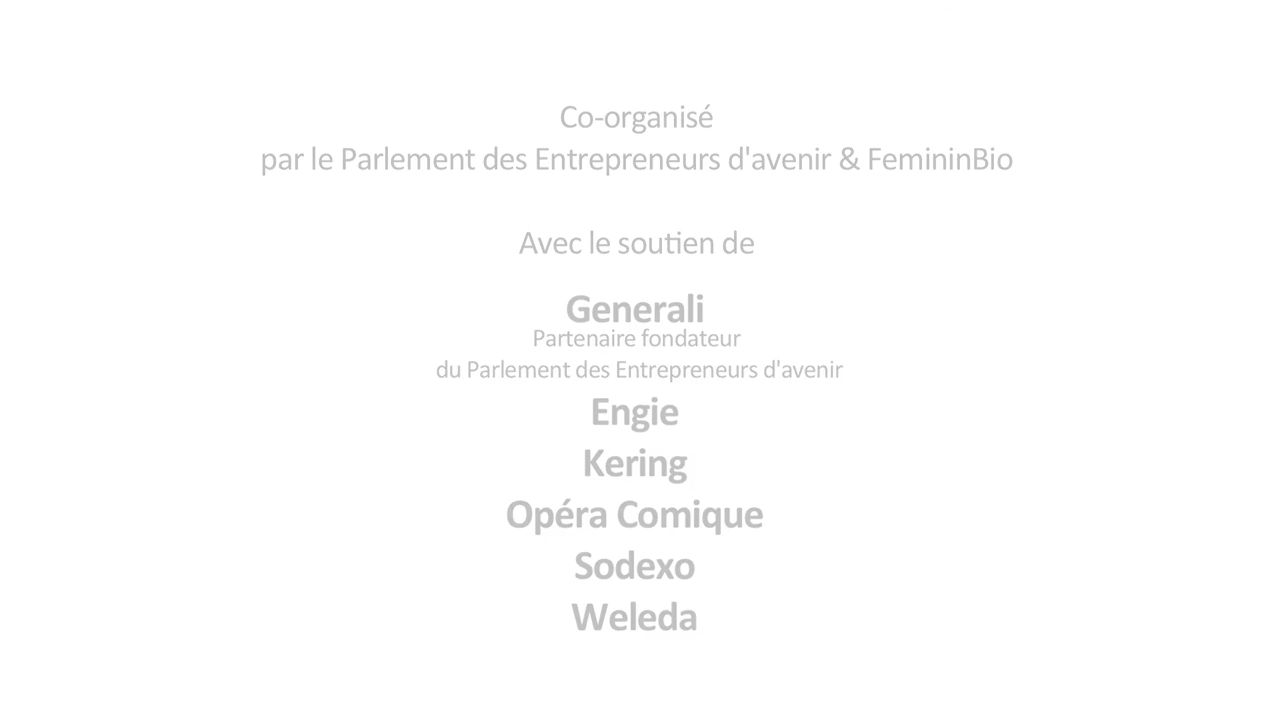 Co-organisé
par le Parlement des Entrepreneurs d'avenir & FemininBio
Avec le soutien de
Generali
Partenaire fondateur
du Parlement des Entrepreneurs d'avenir
Engie
Kering
Opéra Comique
Sodexo
Weleda